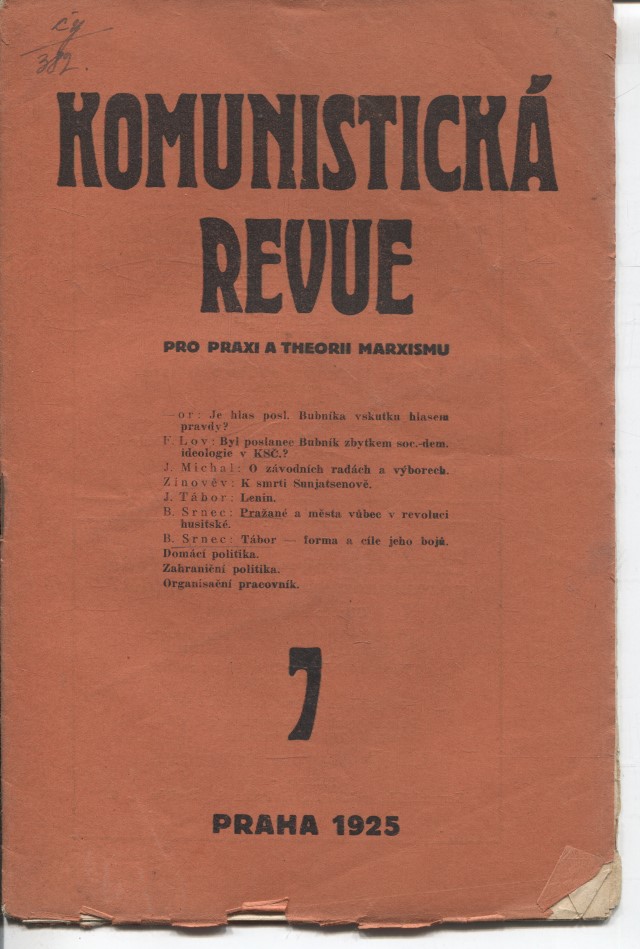 382.
KOMUNISTICKÁ
REVUE
PRO PRAXI A THEORII MARXISMU
—or: Je hlas posl. Bubníka vskutku hlasem
pravdy?
F. Lov: Byl poslanec Bubník zbytkem soc.-dem.
ideologie v KSČ.?
J. Michal: O závodních radách a výborech.
Zinověv: K smrti Sunjatsenově.
J. Tábor: Lenin.
B. Srnec: Pražané a města vůbec v revoluci
husitské.
B. Srnec: Tábor — forma a cíle jeho bojů.
Domácí politika.
Zahraniční politika.
Organisační pracovník.
7
PRAHA 1925